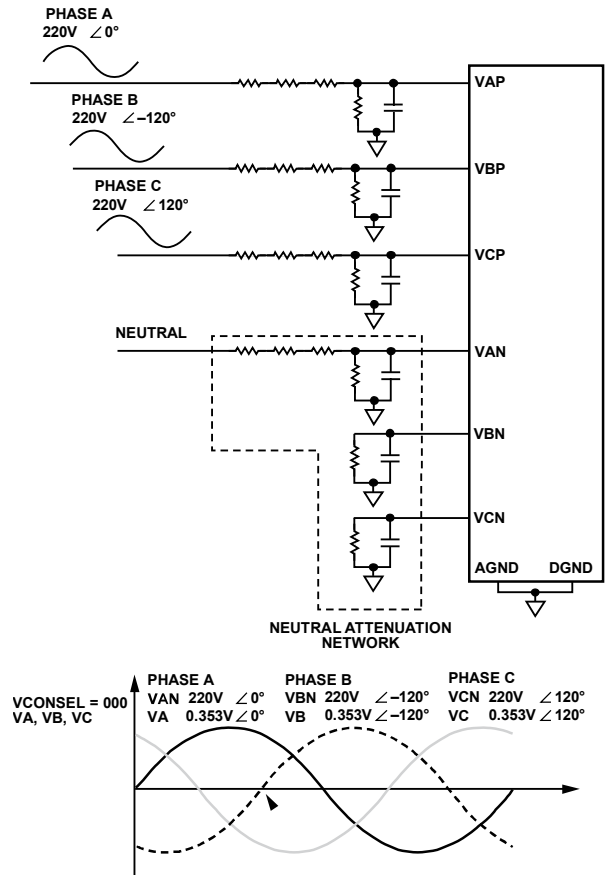 PHASE A
220V ∠0°
VAP
PHASE B
220V ∠–120°
VBP
PHASE C
220V ∠120°
VCP
NEUTRAL
VAN
VBN
VCN
AGND DGND
NEUTRAL ATTENUATION
NETWORK
VCONSEL = 000
VA, VB, VC
PHASE A
VAN 220V ∠0°
VA 0.353V ∠0°
PHASE B
VBN 220V ∠–120°
VB 0.353V ∠–120°
PHASE C
VCN 220V ∠120°
VC 0.353V ∠120°